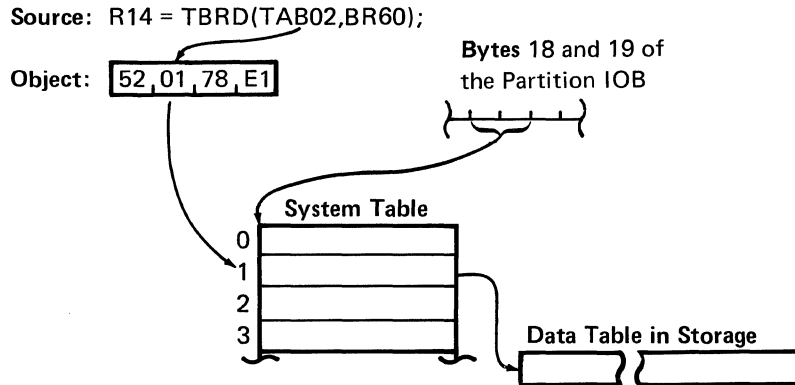 Source: R14 = TBRD(TAB02,BR60);
Bytes 18 and 19 of
the Partition IOB
Object: 52,01,78,E1
System Table
0
1
2
3
Data Table in Storage